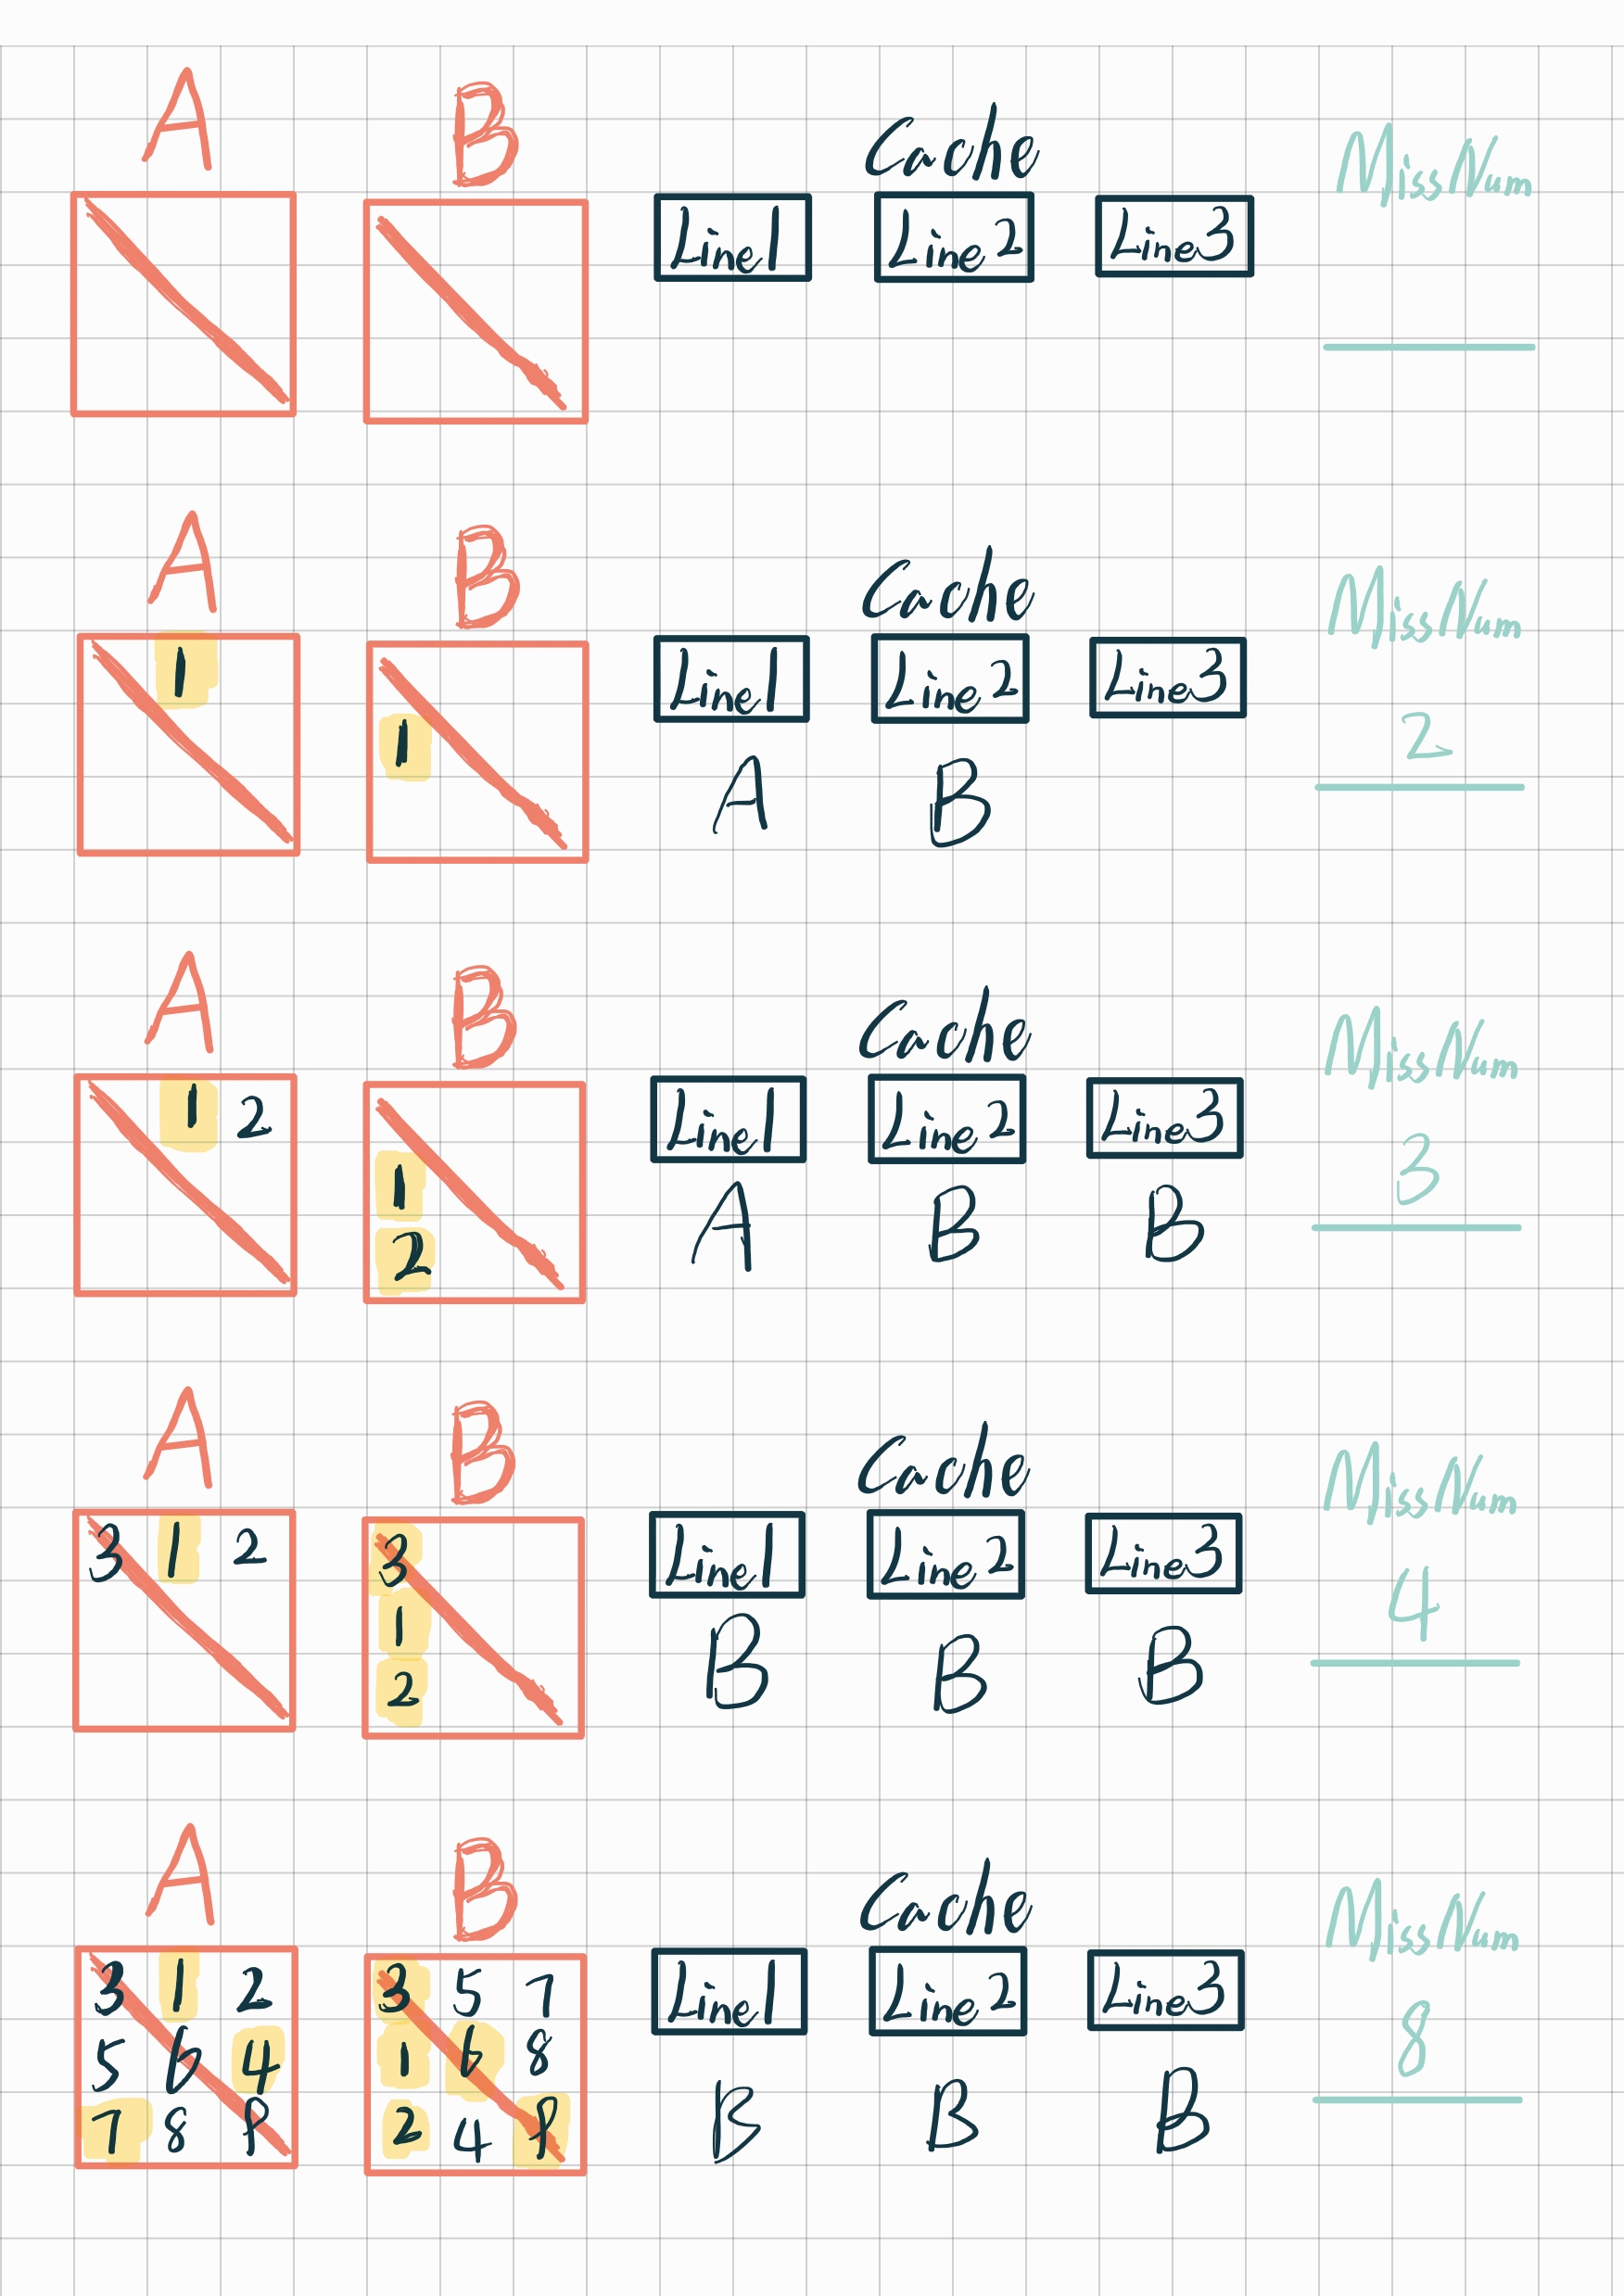 A B Cache MissNum
Line1 Line2 Line3
A B Cache MissNum
1 Line1 Line2 Line3
1 A B 2
A B Cache MissNum
1 2 Line1 Line2 Line3
1 A B B 3
2
A B Cache MissNum
3 1 2 3 Line1 Line2 Line3
1 B B B 4
2
A B Cache MissNum
3 1 2 3 5 7 Line1 Line2 Line3
5 6 4 1 6 8 8
7 8 9 2 4 9 B B B